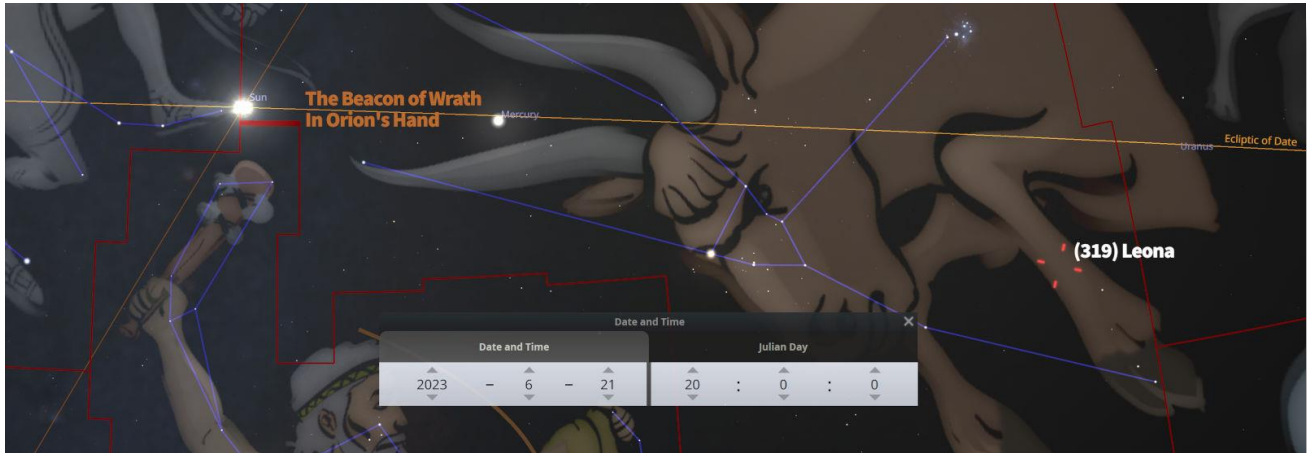 Sun
The Beacon of Wrath
In Orion's Hand
Mercury
Ecliptic of Date
Uranus
(319) Leona
Date and Time
Date and Time
Julian Day
2023 – 6 – 21
20 : 0 : 0